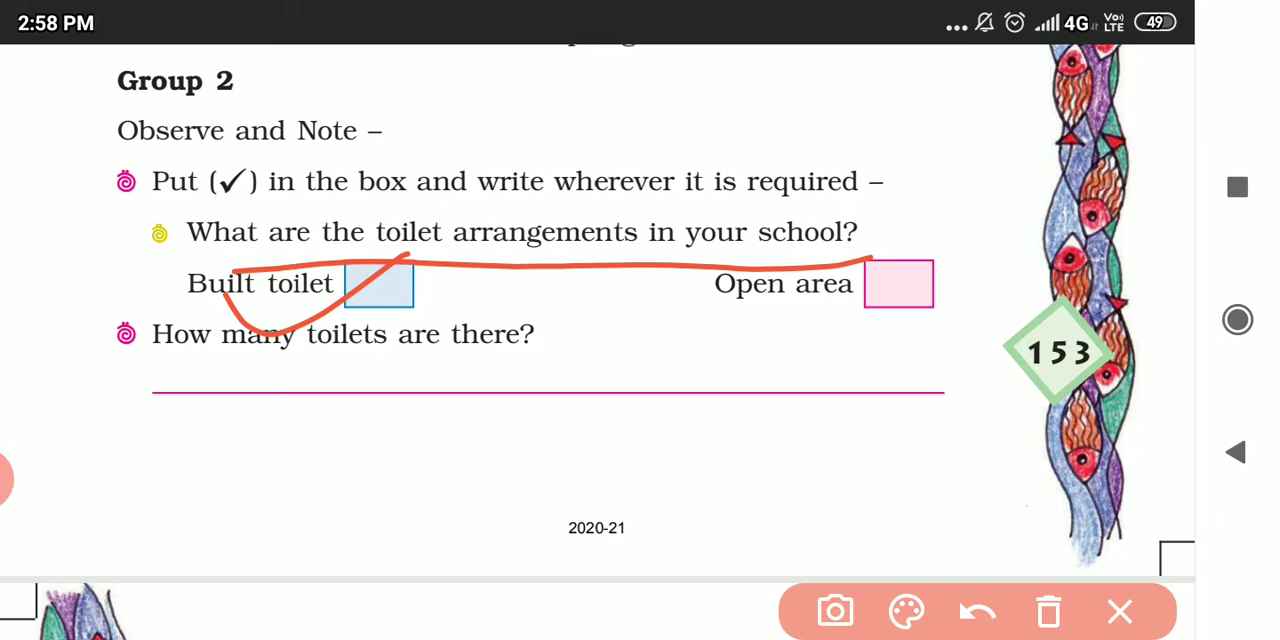 2:58 PM
4G
Vo))
LTE
49
Group 2
Observe and Note –
Put (✓) in the box and write wherever it is required –
What are the toilet arrangements in your school?
Built toilet
Open area
How many toilets are there?
153
2020-21